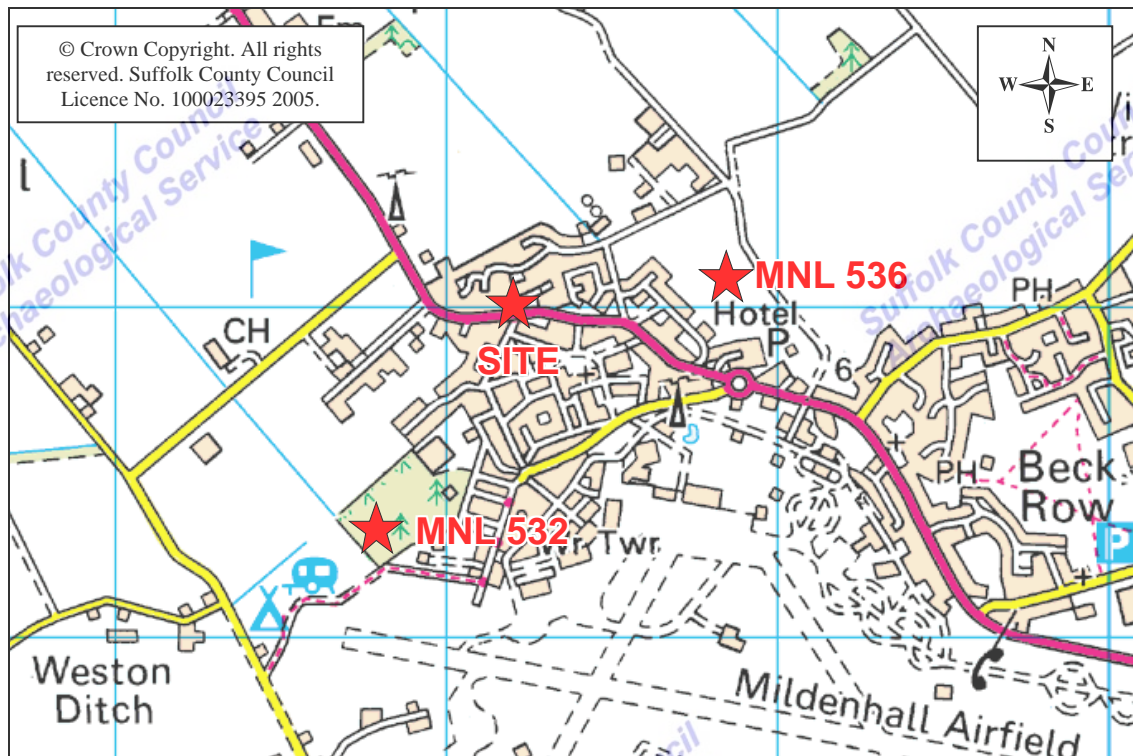 Fm
© Crown Copyright. All rights
reserved. Suffolk County Council
Licence No. 100023395 2005.
N
W E
S
Suffolk County Council
Archaeological Service
MNL 536
PH
Hotel
P
CH
SITE
6
PH
Beck
Row
P
MNL 532
Wr Twr
Weston
Ditch
Mildenhall Airfield